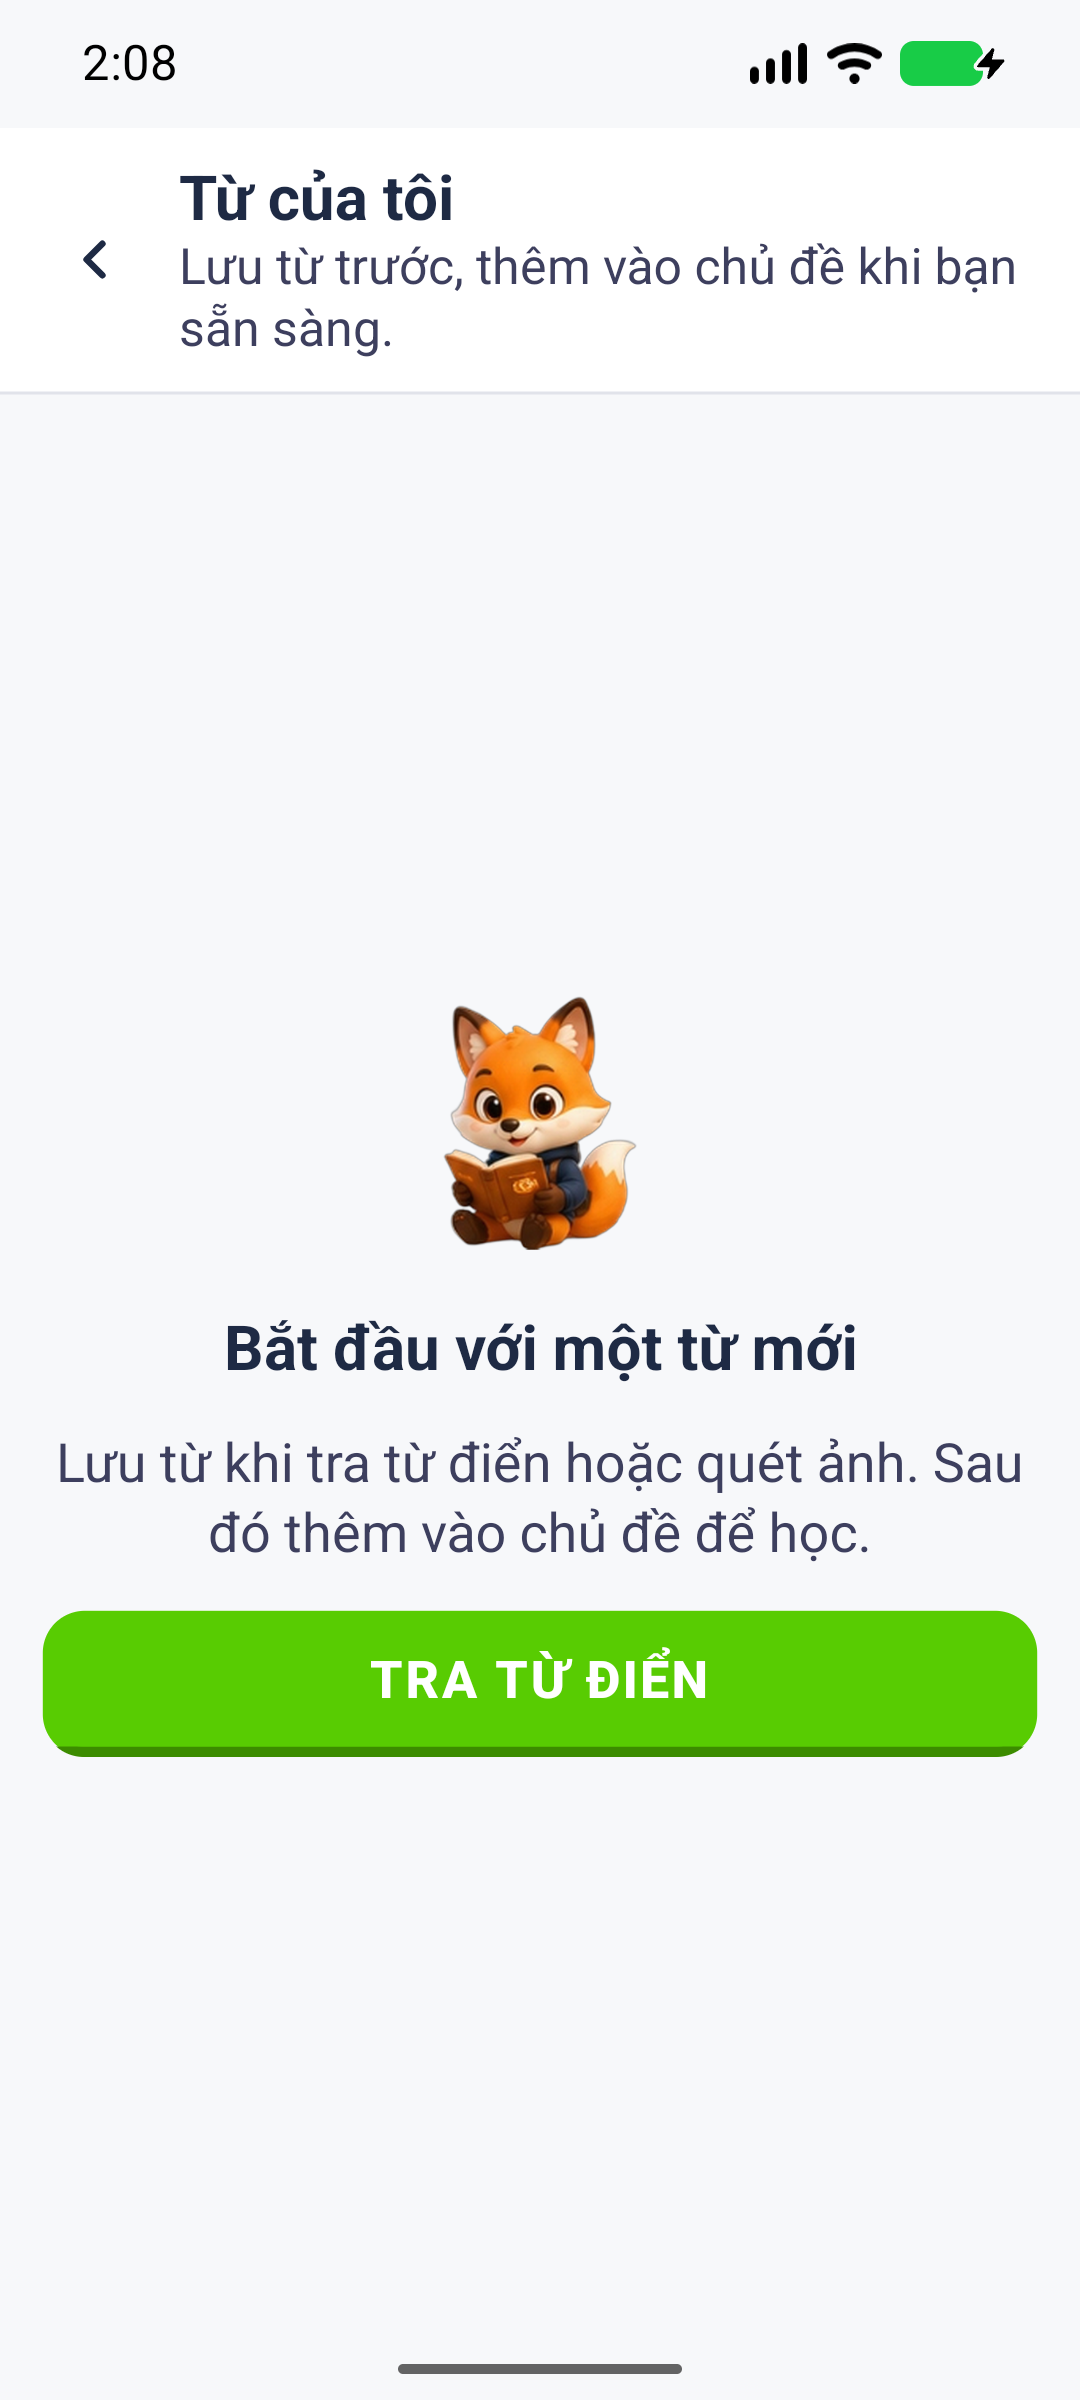 2:08
Từ của tôi
Lưu từ trước, thêm vào chủ đề khi bạn
sẵn sàng.
Bắt đầu với một từ mới
Lưu từ khi tra từ điển hoặc quét ảnh. Sau
đó thêm vào chủ đề để học.
TRA TỪ ĐIỂN